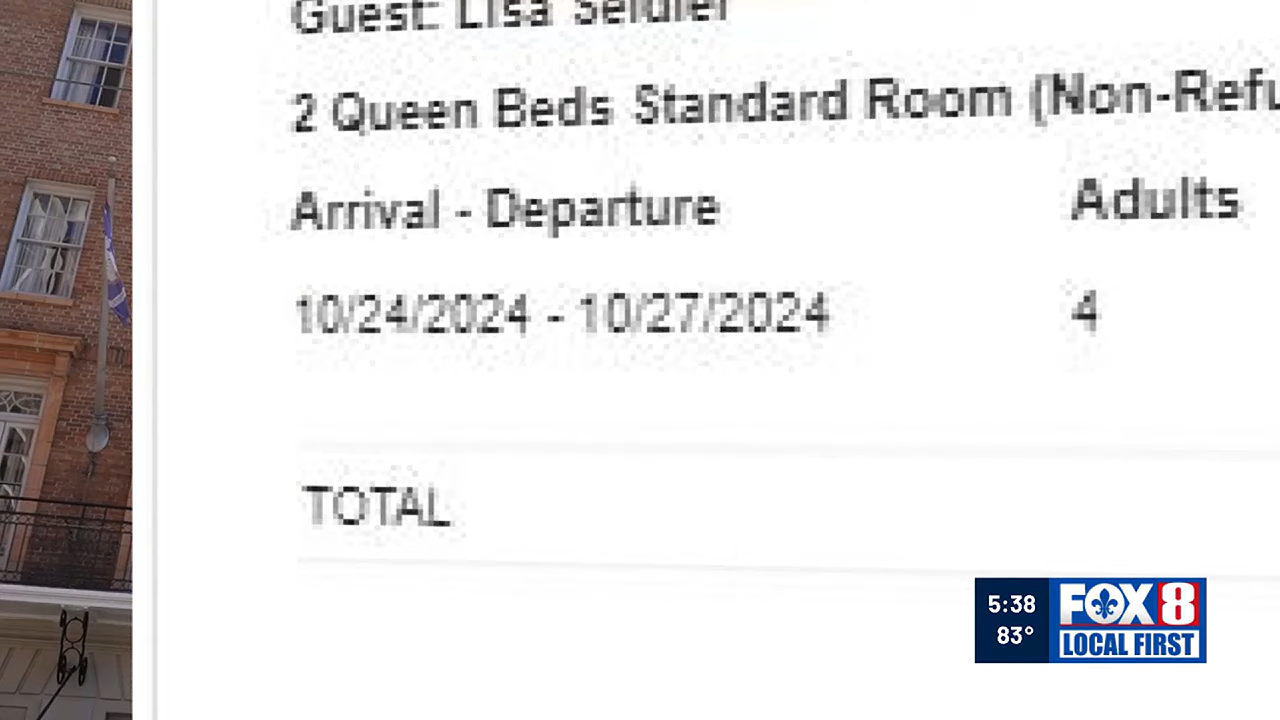 Guest: Lisa Seidler
2 Queen Beds Standard Room (Non-Refu
Arrival - Departure
Adults
10/24/2024 - 10/27/2024
4
TOTAL
5:38
83°
FOX 8
LOCAL FIRST